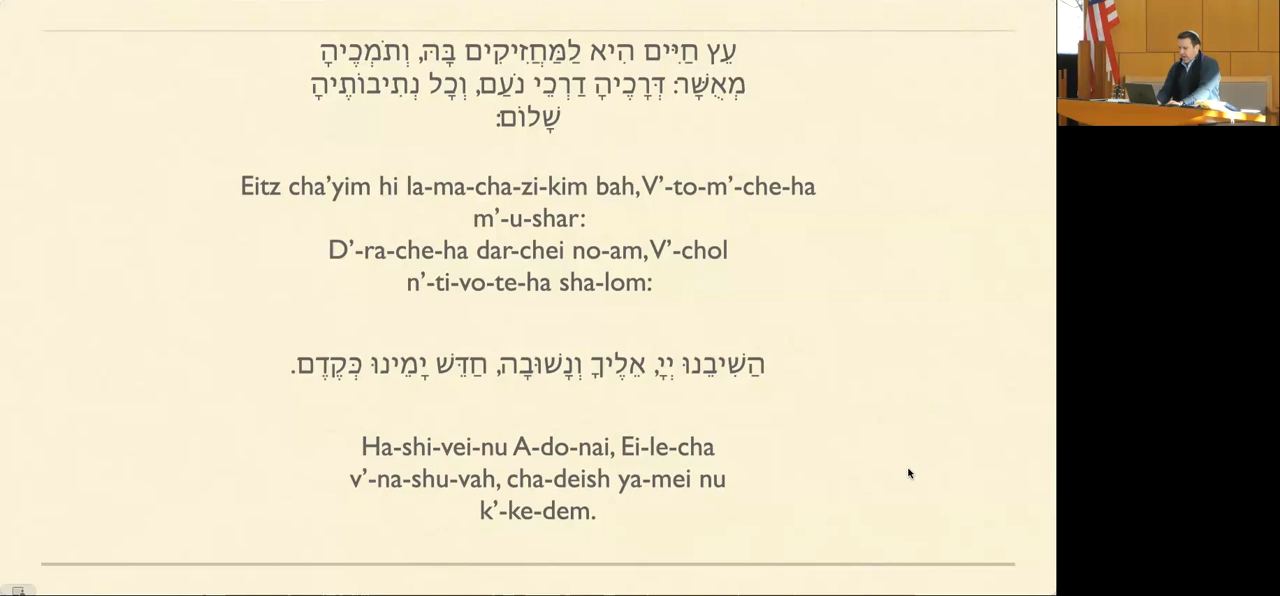 עֵץ חַיִּים הִיא לַמַּחֲזִיקִים בָּהּ, וְתֹמְכֶיהָ
מְאֻשָּׁר: דְּרָכֶיהָ דַרְכֵי נֹעַם, וְכָל נְתִיבוֹתֶיהָ
שָׁלוֹם:
Eitz cha’yim hi la-ma-cha-zi-kim bah,V’-to-m’-che-ha
m’-u-shar:
D’-ra-che-ha dar-chei no-am,V’-chol
n’-ti-vo-te-ha sha-lom:
הַשִׁיבֵנוּ יְיָ, אֵלֶיךָ וְנָשׁוּבָה, חַדֵּשׁ יָמֵינוּ כְּקֶדֶם.
Ha-shi-vei-nu A-do-nai, Ei-le-cha
v’-na-shu-vah, cha-deish ya-mei nu
k’-ke-dem.